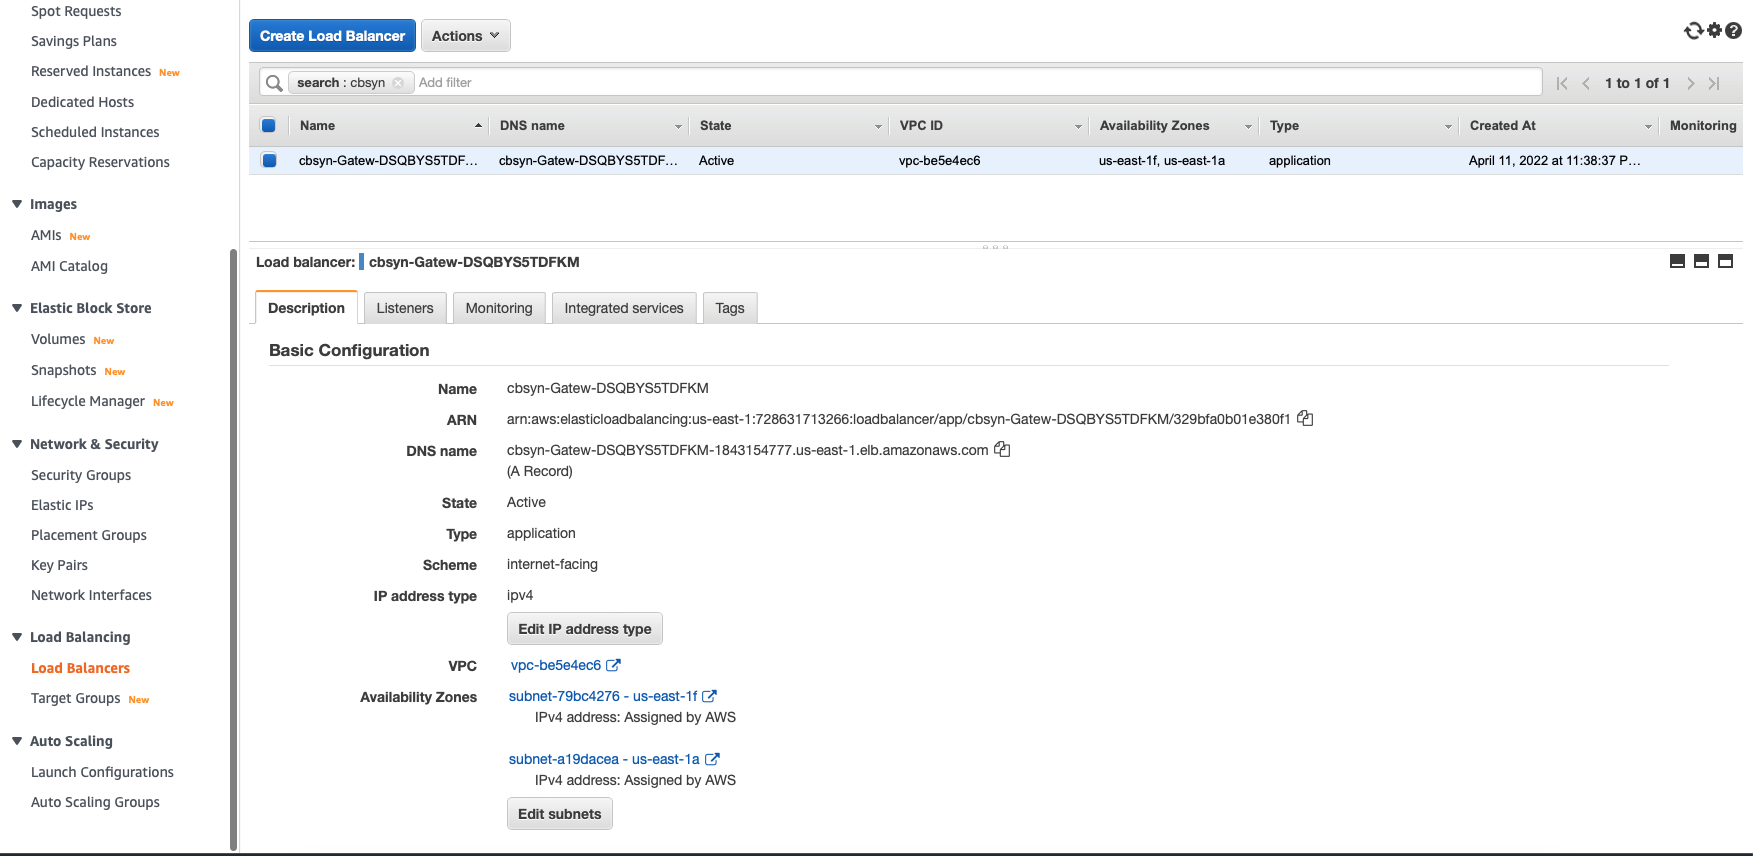 Spot Requests
Savings Plans
Reserved Instances New
Dedicated Hosts
Scheduled Instances
Capacity Reservations
Images
AMIs New
AMI Catalog
Elastic Block Store
Volumes New
Snapshots New
Lifecycle Manager New
Network & Security
Security Groups
Elastic IPs
Placement Groups
Key Pairs
Network Interfaces
Load Balancing
Load Balancers
Target Groups New
Auto Scaling
Launch Configurations
Auto Scaling Groups
Create Load Balancer Actions
search : cbsyn Add filter 1 to 1 of 1
Name DNS name State VPC ID Availability Zones Type Created At Monitoring
cbsyn-Gatew-DSQBYS5TDF... cbsyn-Gatew-DSQBYS5TDF... Active vpc-be5e4ec6 us-east-1f, us-east-1a application April 11, 2022 at 11:38:37 P...
Load balancer: cbsyn-Gatew-DSQBYS5TDFKM
Description Listeners Monitoring Integrated services Tags
Basic Configuration
Name cbsyn-Gatew-DSQBYS5TDFKM
ARN arn:aws:elasticloadbalancing:us-east-1:728631713266:loadbalancer/app/cbsyn-Gatew-DSQBYS5TDFKM/329bfa0b01e380f1
DNS name cbsyn-Gatew-DSQBYS5TDFKM-1843154777.us-east-1.elb.amazonaws.com
(A Record)
State Active
Type application
Scheme internet-facing
IP address type ipv4
Edit IP address type
VPC vpc-be5e4ec6
Availability Zones subnet-79bc4276 - us-east-1f
IPv4 address: Assigned by AWS
subnet-a19dacea - us-east-1a
IPv4 address: Assigned by AWS
Edit subnets